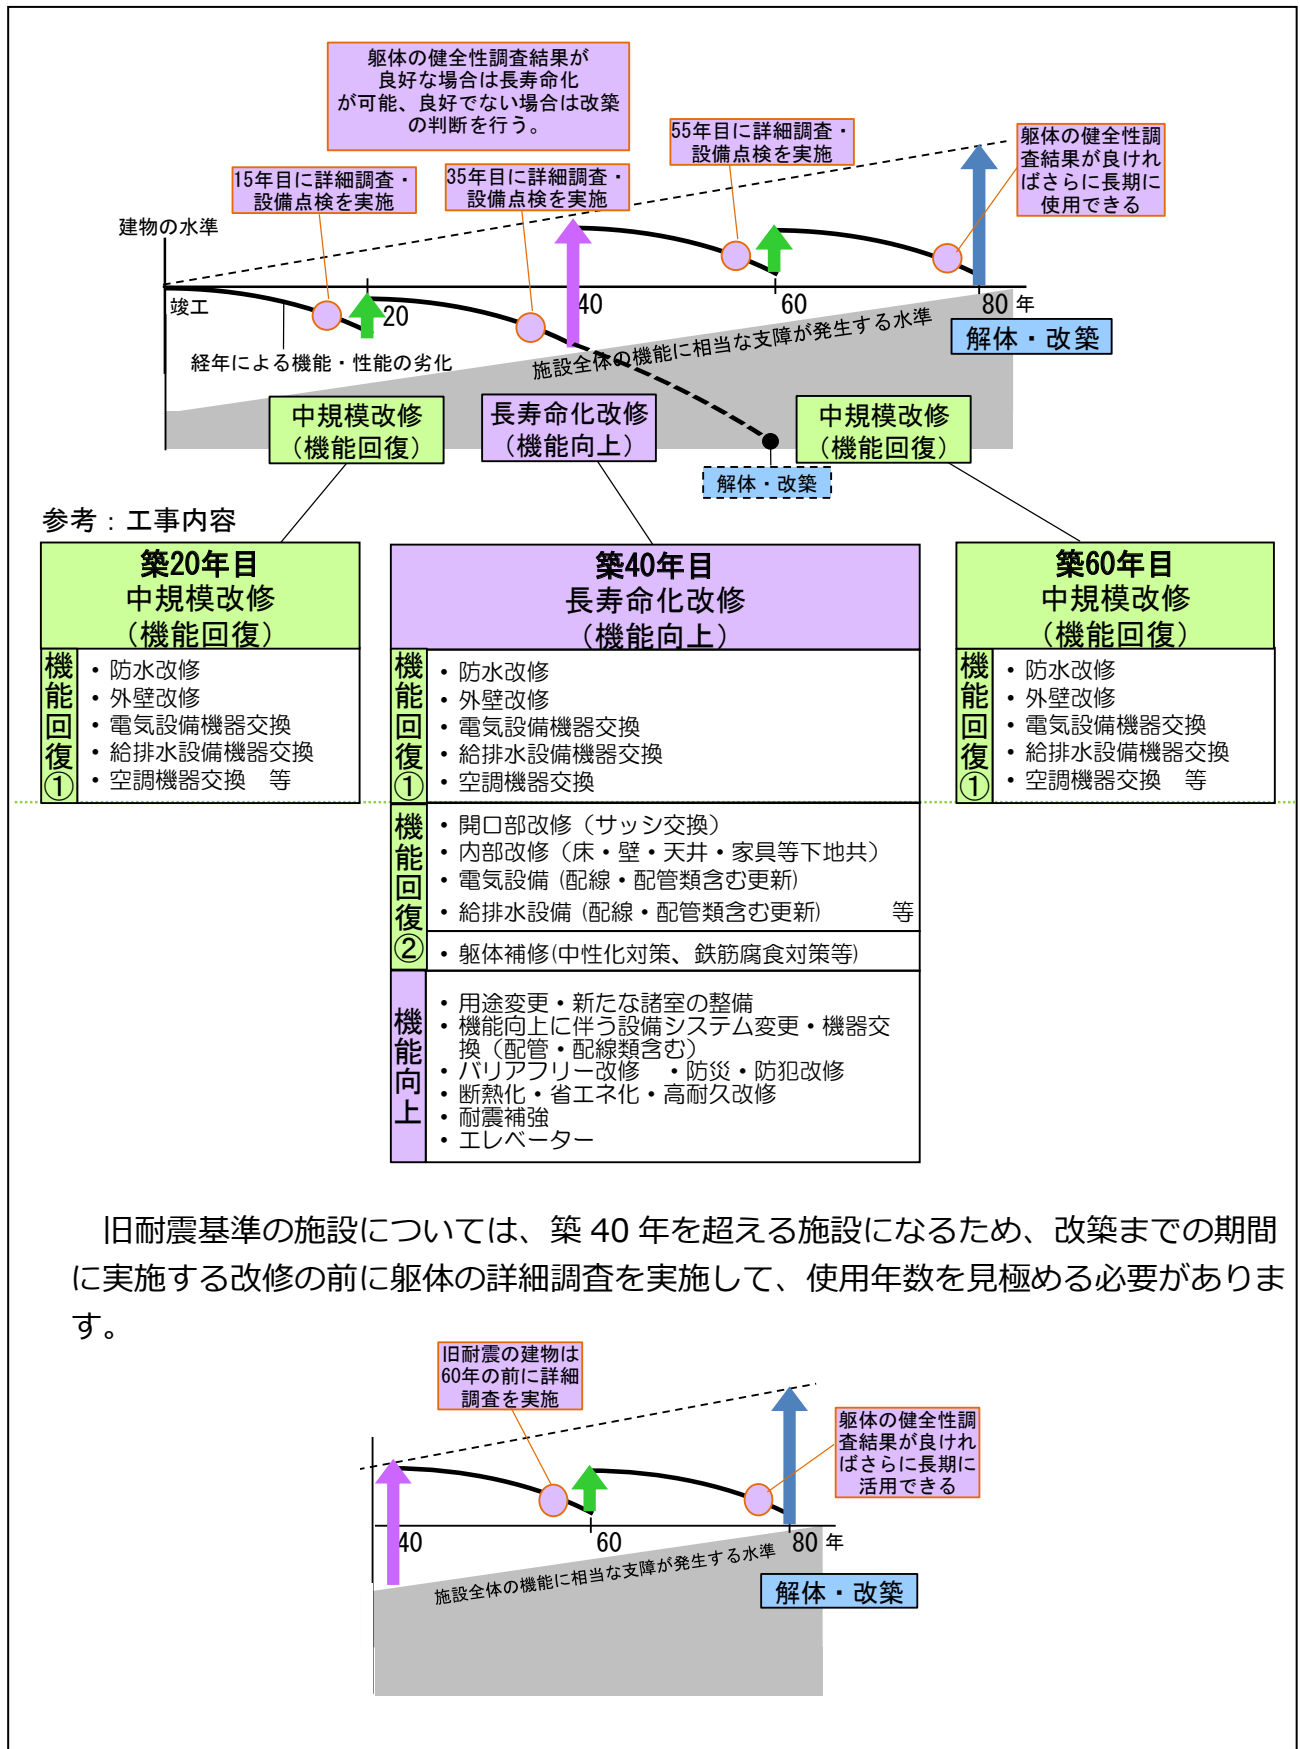 躯体の健全性調査結果が
良好な場合は長寿命化
が可能、良好でない場合は改築
の判断を行う。
55年目に詳細調査・
設備点検を実施
躯体の健全性調
査結果が良けれ
ばさらに長期に
使用できる
15年目に詳細調査・
設備点検を実施
35年目に詳細調査・
設備点検を実施
建物の水準
竣工
20
40
60
80 年
経年による機能・性能の劣化
施設全体の機能に相当な支障が発生する水準
解体・改築
中規模改修
(機能回復)
長寿命化改修
(機能向上)
中規模改修
(機能回復)
解体・改築
参考：工事内容
築20年目
中規模改修
（機能回復）
機能回復①
・防水改修
・外壁改修
・電気設備機器交換
・給排水設備機器交換
・空調機器交換　等
築40年目
長寿命化改修
（機能向上）
機能回復①
・防水改修
・外壁改修
・電気設備機器交換
・給排水設備機器交換
・空調機器交換
機能回復②
・開口部改修（サッシ交換）
・内部改修（床・壁・天井・家具等下地共）
・電気設備 (配線・配管類含む更新)
・給排水設備 (配線・配管類含む更新)　　　等
・躯体補修(中性化対策、鉄筋腐食対策等)
機能向上
・用途変更・新たな諸室の整備
・機能向上に伴う設備システム変更・機器交
換（配管・配線類含む）
・バリアフリー改修　・防災・防犯改修
・断熱化・省エネ化・高耐久改修
・耐震補強
・エレベーター
築60年目
中規模改修
（機能回復）
機能回復①
・防水改修
・外壁改修
・電気設備機器交換
・給排水設備機器交換
・空調機器交換　等
旧耐震基準の施設については、築 40 年を超える施設になるため、改築までの期間
に実施する改修の前に躯体の詳細調査を実施して、使用年数を見極める必要がありま
す。
旧耐震の建物は
60年の前に詳細
調査を実施
躯体の健全性調
査結果が良けれ
ばさらに長期に
活用できる
40
60
80 年
施設全体の機能に相当な支障が発生する水準
解体・改築